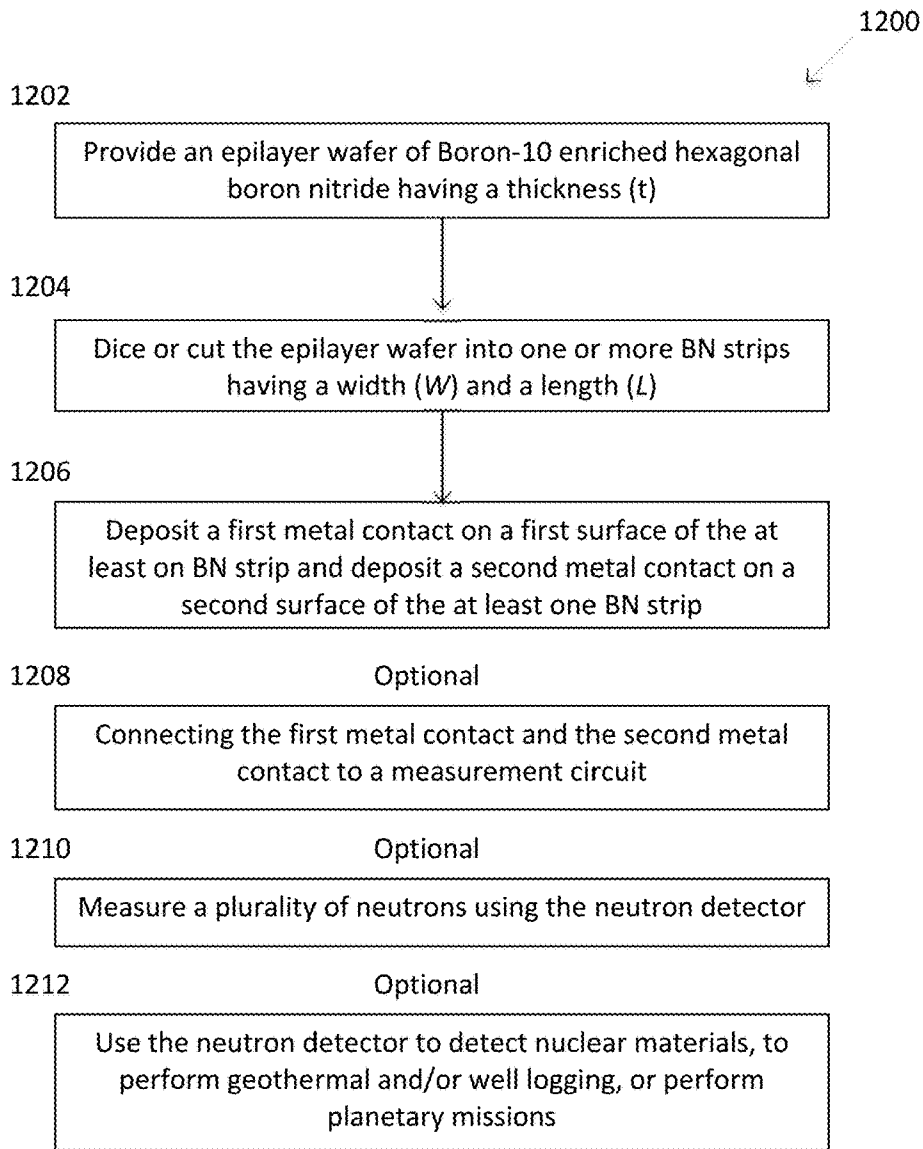 1200
1202
Provide an epilayer wafer of Boron-10 enriched hexagonal
boron nitride having a thickness (t)
1204
Dice or cut the epilayer wafer into one or more BN strips
having a width (W) and a length (L)
1206
Deposit a first metal contact on a first surface of the at
least on BN strip and deposit a second metal contact on a
second surface of the at least one BN strip
1208 Optional
Connecting the first metal contact and the second metal
contact to a measurement circuit
1210 Optional
Measure a plurality of neutrons using the neutron detector
1212 Optional
Use the neutron detector to detect nuclear materials, to
perform geothermal and/or well logging, or perform
planetary missions